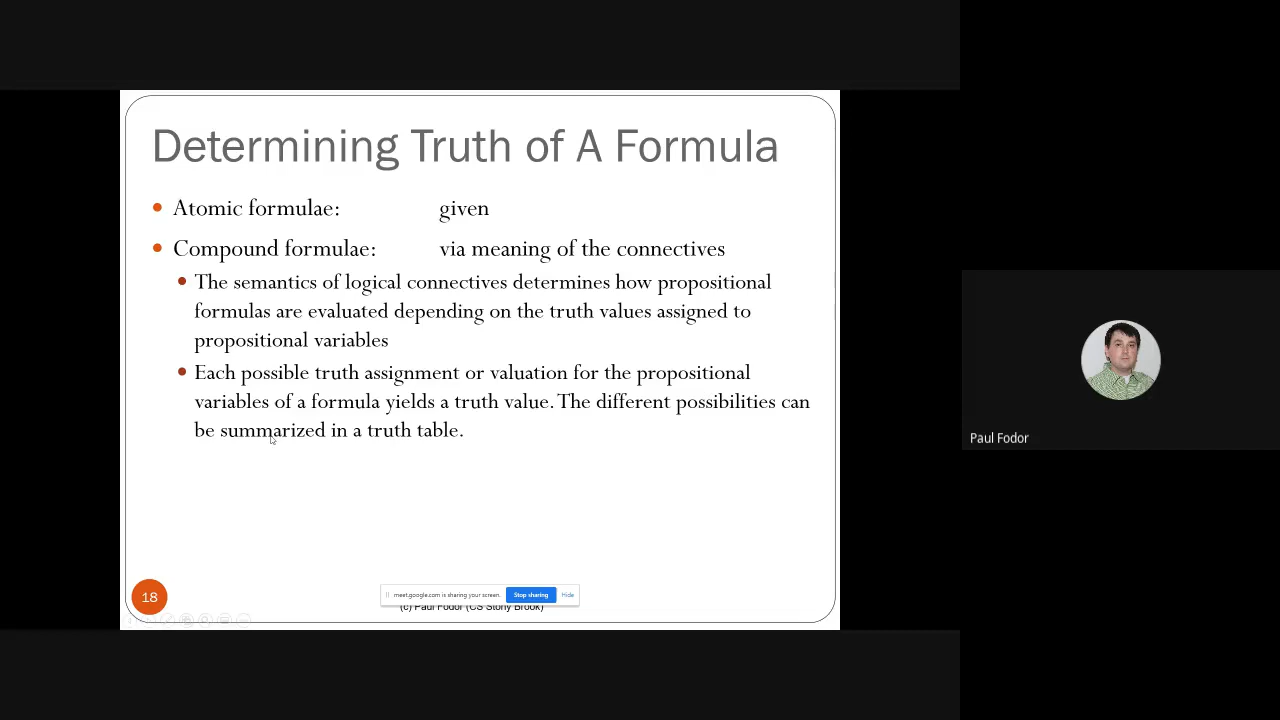 Determining Truth of A Formula
Atomic formulae: given
Compound formulae: via meaning of the connectives
The semantics of logical connectives determines how propositional
formulas are evaluated depending on the truth values assigned to
propositional variables
Each possible truth assignment or valuation for the propositional
variables of a formula yields a truth value. The different possibilities can
be summarized in a truth table.
Paul Fodor
18
meet.google.com is sharing your screen. Stop sharing Hide
(c) Paul Fodor (CS Stony Brook)